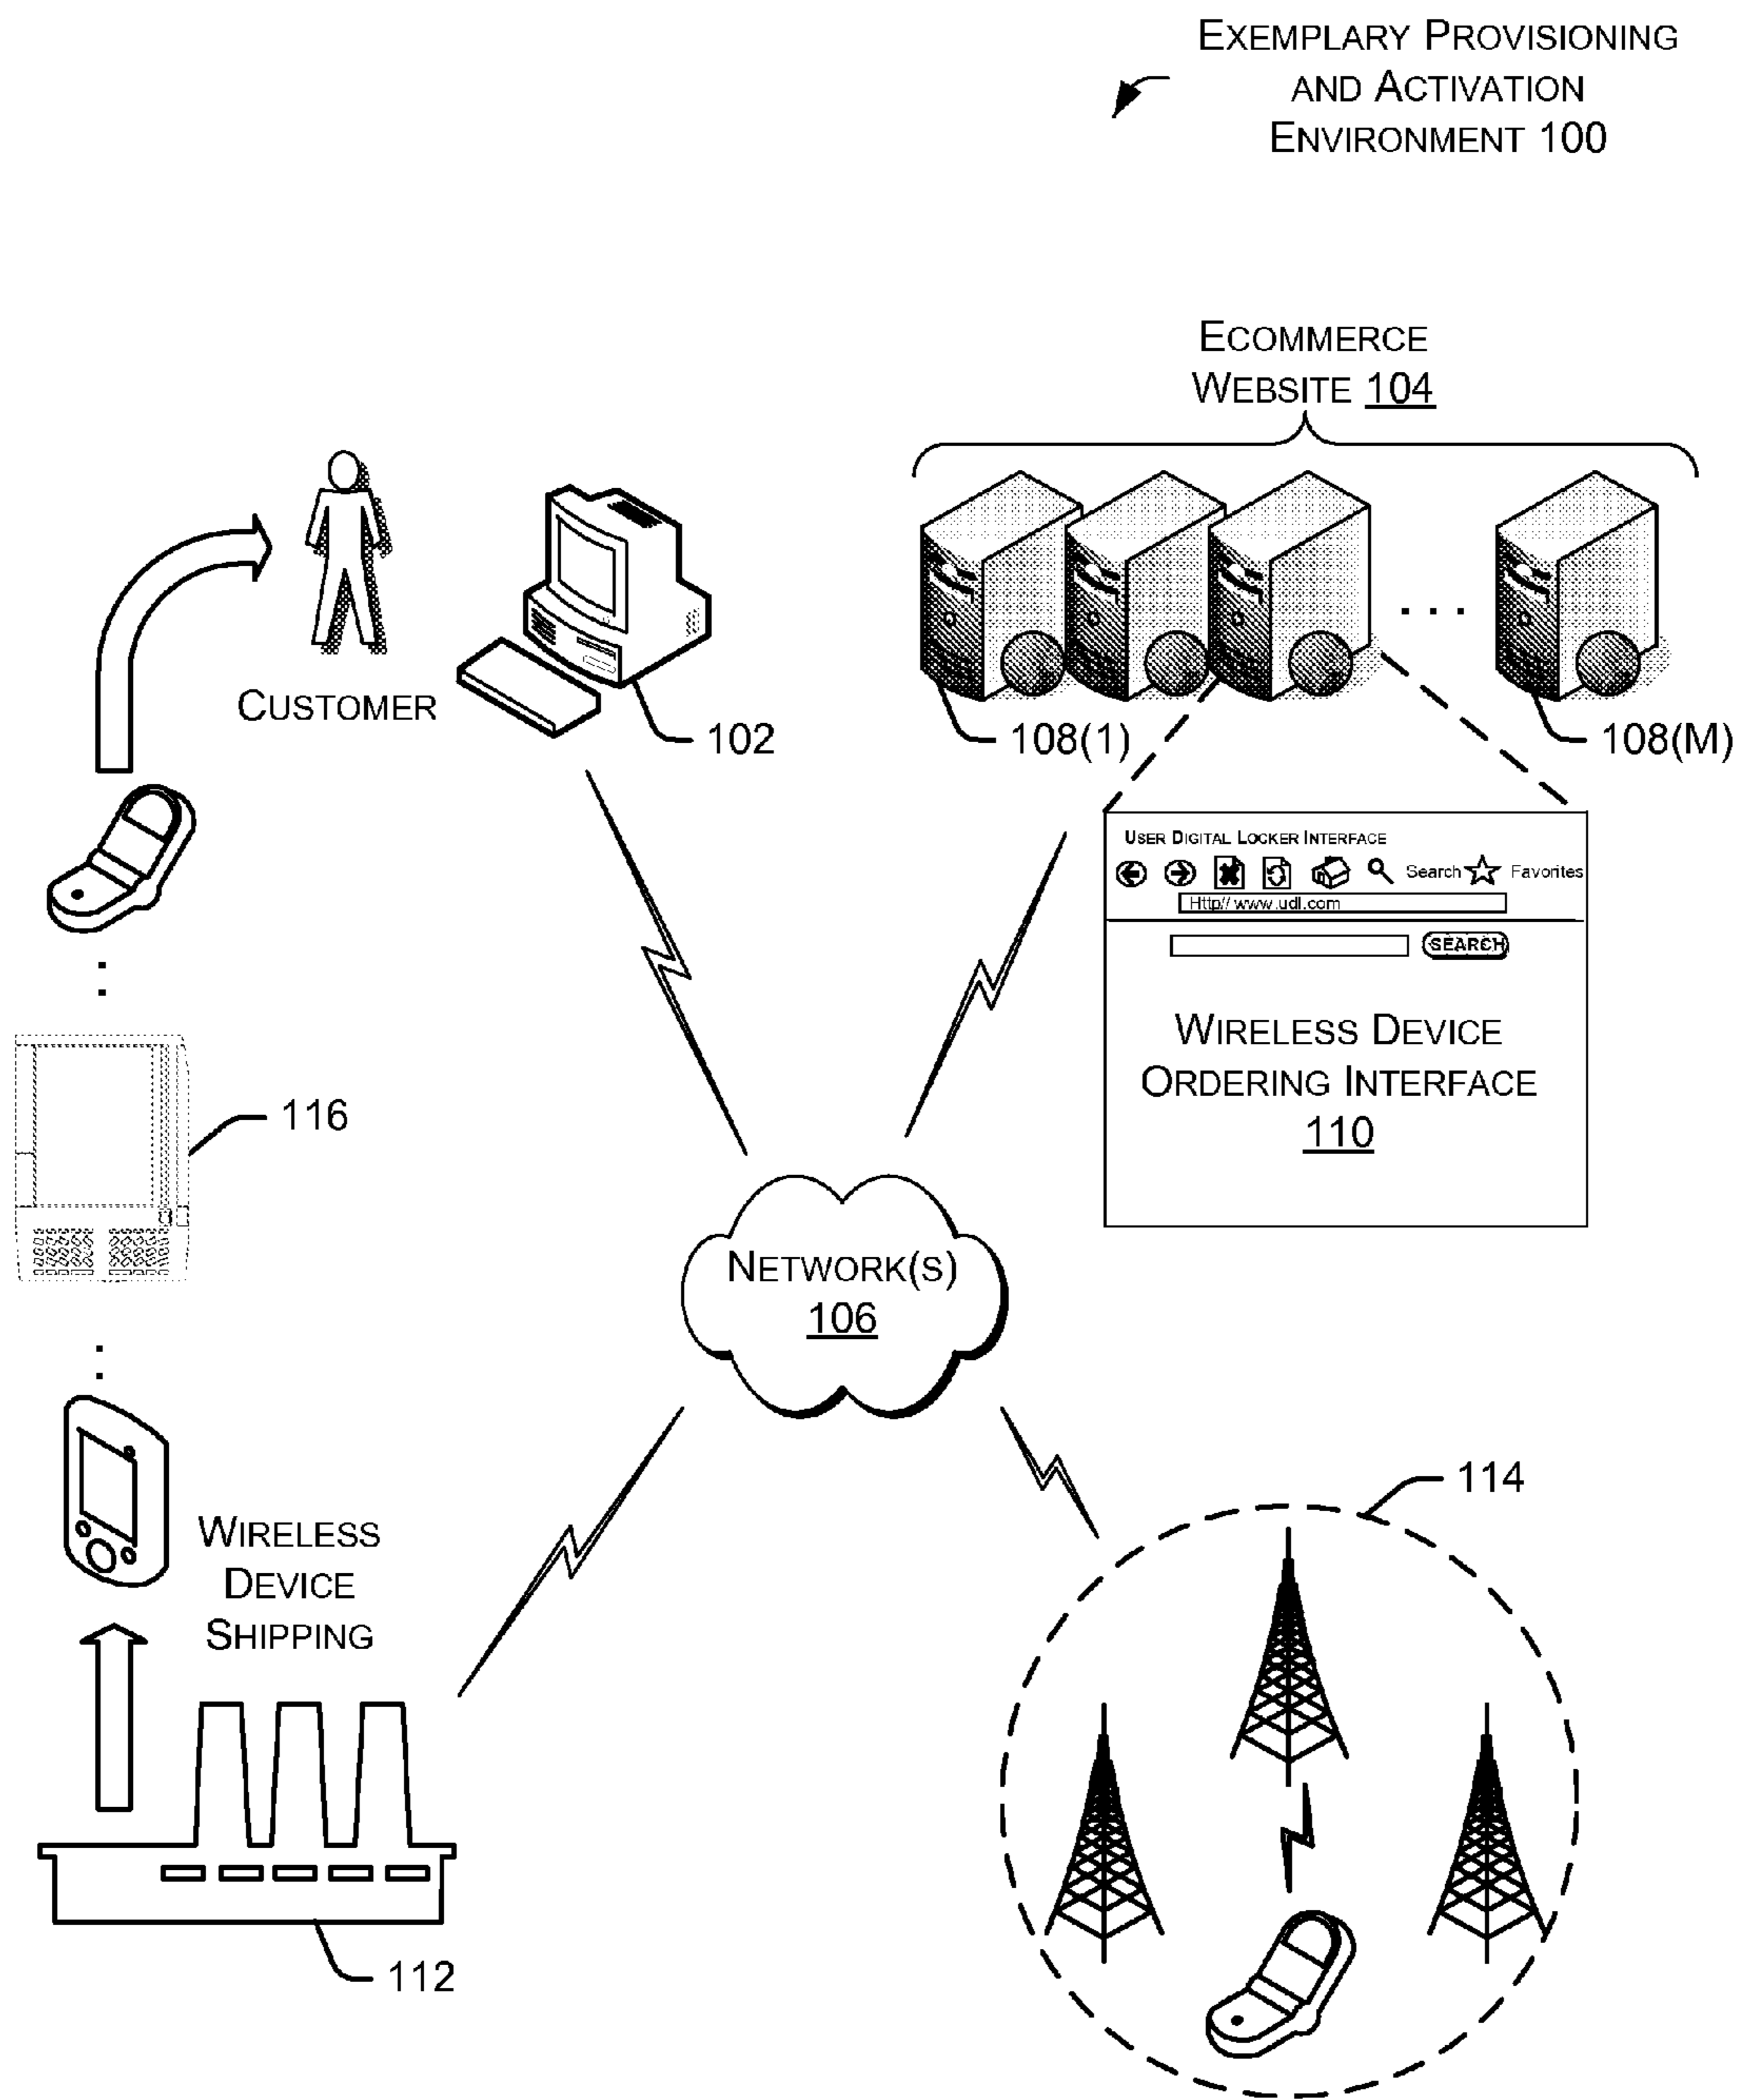 EXEMPLARY PROVISIONING
AND ACTIVATION
ENVIRONMENT 100
ECOMMERCE
WEBSITE 104
CUSTOMER
102
108(1)
. . .
108(M)
USER DIGITAL LOCKER INTERFACE
Search Favorites
Http// www.udl.com
SEARCH
WIRELESS DEVICE
ORDERING INTERFACE
110
116
NETWORK(S)
106
114
WIRELESS
DEVICE
SHIPPING
112